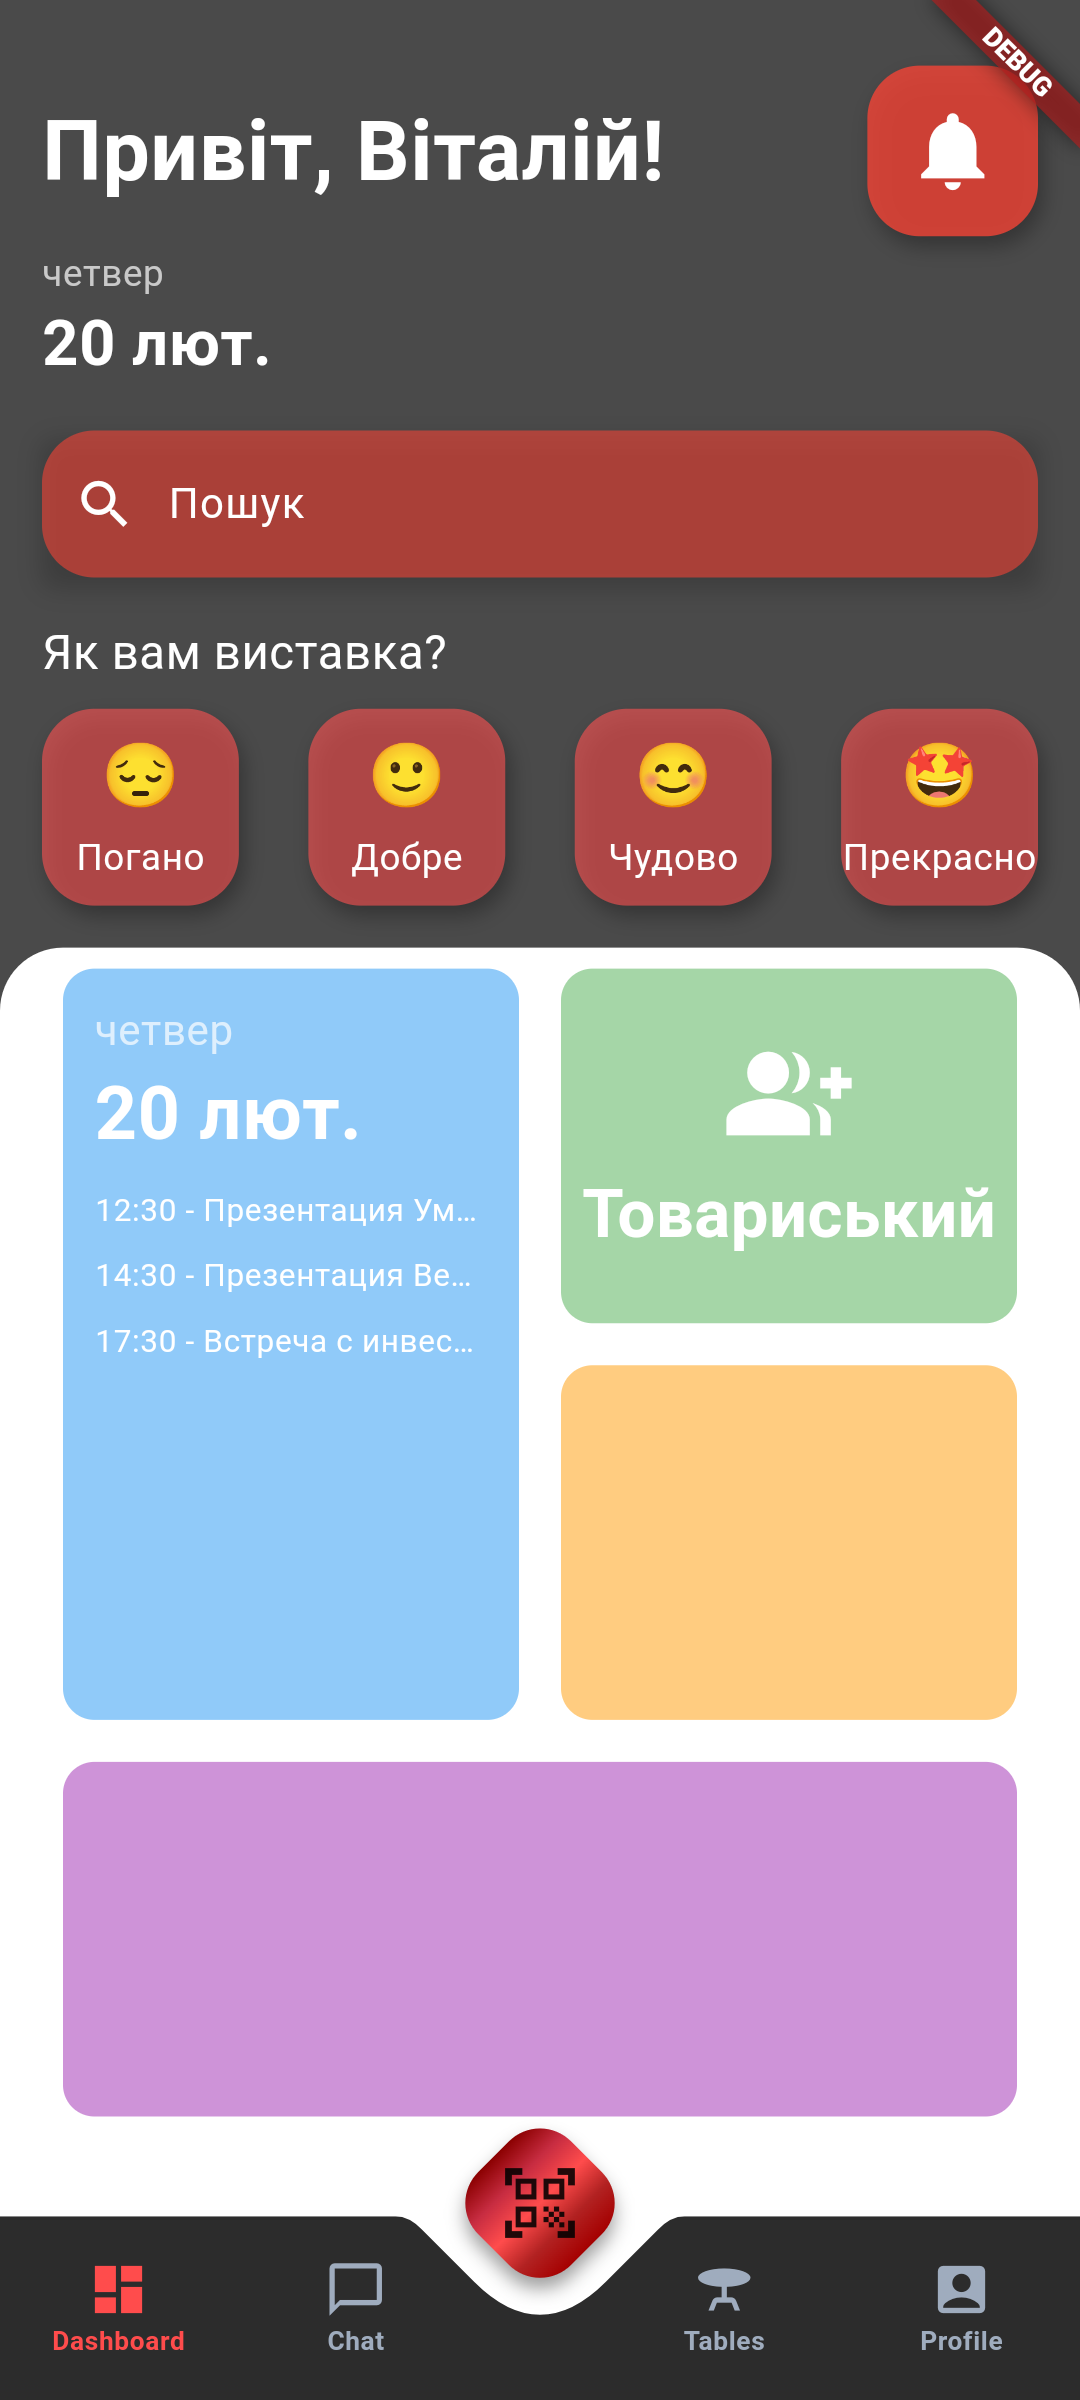 DEBUG
Привіт, Віталій!
четвер
20 лют.
Пошук
Як вам виставка?
Погано
Добре
Чудово
Прекрасно
четвер
20 лют.
12:30 - Презентация Ум...
14:30 - Презентация Ве...
17:30 - Встреча с инвес...
Товариський
Dashboard
Chat
Tables
Profile